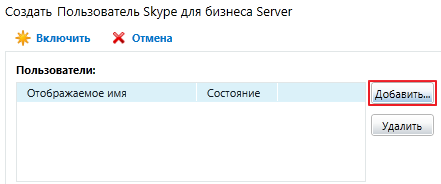 Создать Пользователь Skype для бизнеса Server
Включить Отмена
Пользователи:
Отображаемое имя Состояние Добавить...
Удалить